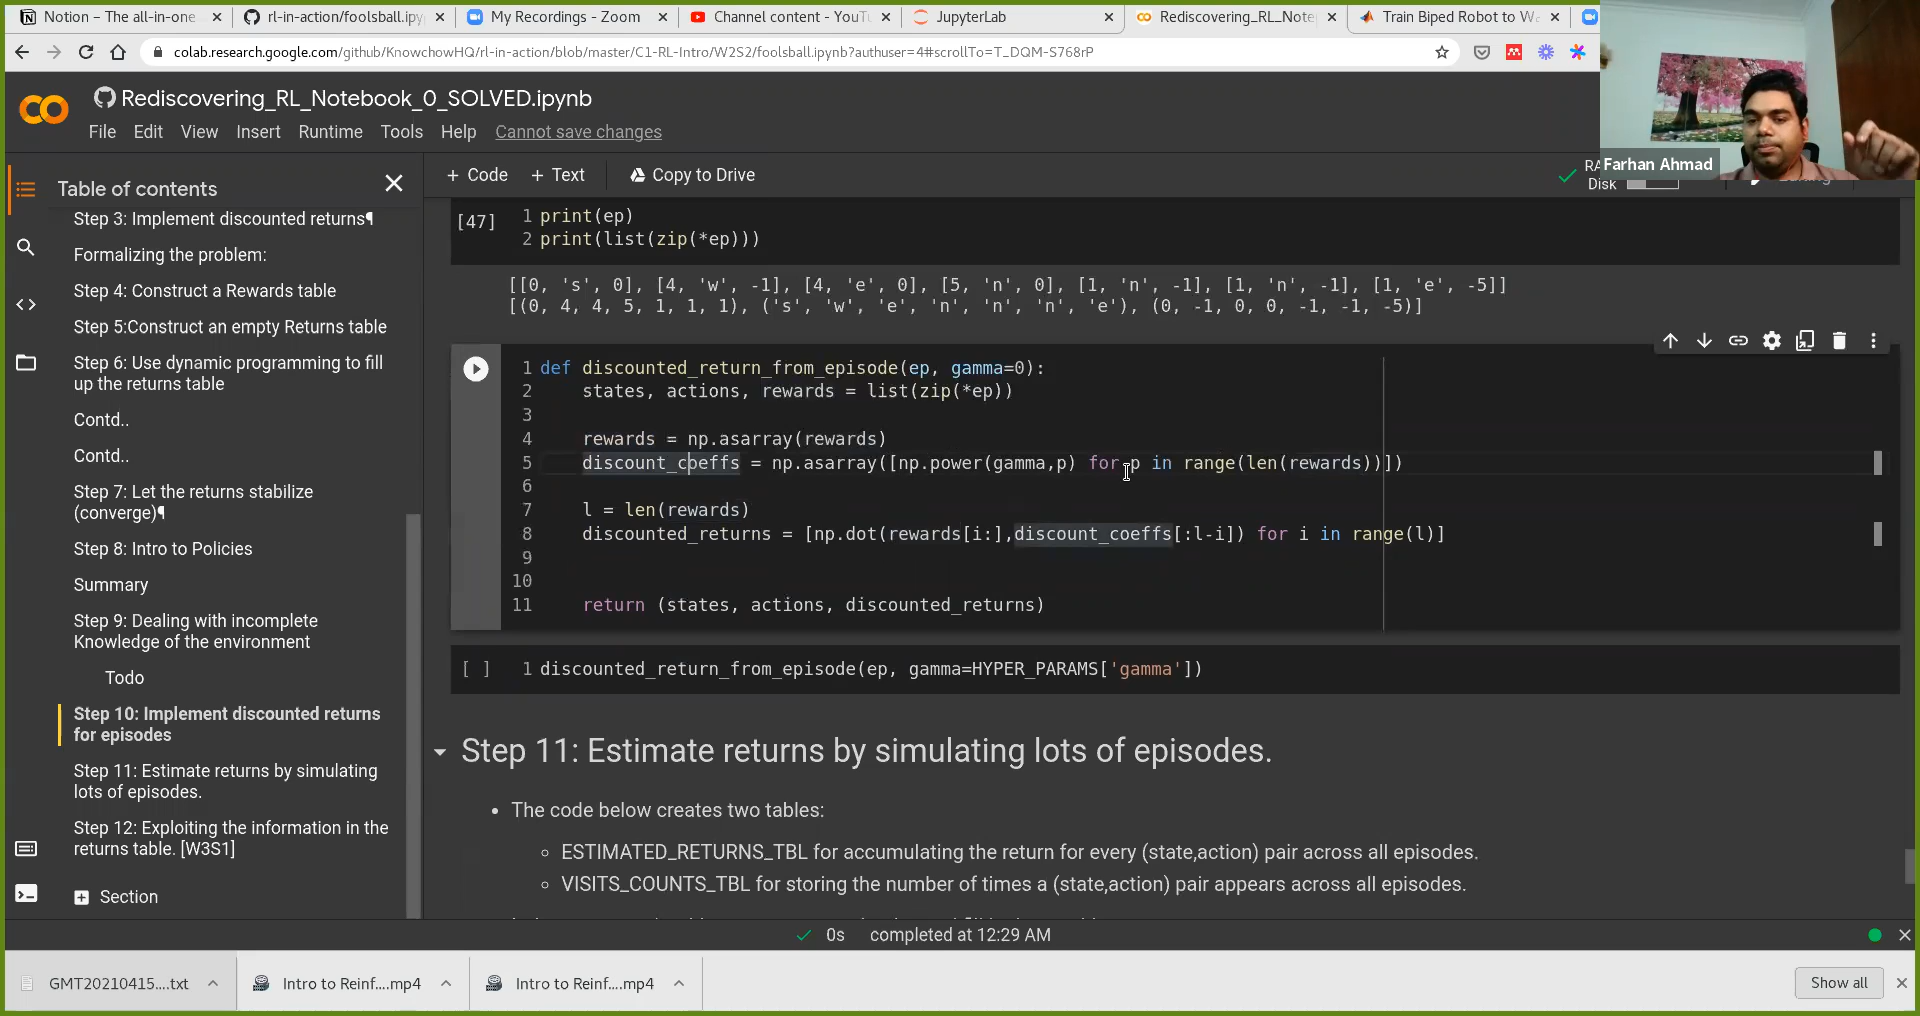 Notion – The all-in-one
rl-in-action/foolsball.ipy
My Recordings - Zoom
Channel content - YouT
JupyterLab
Rediscovering_RL_Note
Train Biped Robot to W
colab.research.google.com/github/KnowchowHQ/rl-in-action/blob/master/C1-RL-Intro/W2S2/foolsball.ipynb?authuser=4#scrollTo=T_DQM-S768rP
Rediscovering_RL_Notebook_0_SOLVED.ipynb
File Edit View Insert Runtime Tools Help Cannot save changes
Farhan Ahmad
Table of contents
+ Code + Text Copy to Drive
RA
Disk
Step 3: Implement discounted returns¶
Formalizing the problem:
Step 4: Construct a Rewards table
Step 5:Construct an empty Returns table
Step 6: Use dynamic programming to fill
up the returns table
Contd..
Contd..
Step 7: Let the returns stabilize
(converge)¶
Step 8: Intro to Policies
Summary
Step 9: Dealing with incomplete
Knowledge of the environment
Todo
Step 10: Implement discounted returns
for episodes
Step 11: Estimate returns by simulating
lots of episodes.
Step 12: Exploiting the information in the
returns table. [W3S1]
Section
[47] 1 print(ep)
2 print(list(zip(*ep)))
[[0, 's', 0], [4, 'w', -1], [4, 'e', 0], [5, 'n', 0], [1, 'n', -1], [1, 'n', -1], [1, 'e', -5]]
[(0, 4, 4, 5, 1, 1, 1), ('s', 'w', 'e', 'n', 'n', 'n', 'e'), (0, -1, 0, 0, -1, -1, -5)]
1 def discounted_return_from_episode(ep, gamma=0):
2 states, actions, rewards = list(zip(*ep))
3
4 rewards = np.asarray(rewards)
5 discount_coeffs = np.asarray([np.power(gamma,p) for p in range(len(rewards))])
6
7 l = len(rewards)
8 discounted_returns = [np.dot(rewards[i:],discount_coeffs[:l-i]) for i in range(l)]
9
10
11 return (states, actions, discounted_returns)
[ ] 1 discounted_return_from_episode(ep, gamma=HYPER_PARAMS['gamma'])
Step 11: Estimate returns by simulating lots of episodes.
• The code below creates two tables:
◦ ESTIMATED_RETURNS_TBL for accumulating the return for every (state,action) pair across all episodes.
◦ VISITS_COUNTS_TBL for storing the number of times a (state,action) pair appears across all episodes.
0s completed at 12:29 AM
GMT20210415....txt
Intro to Reinf....mp4
Intro to Reinf....mp4
Show all